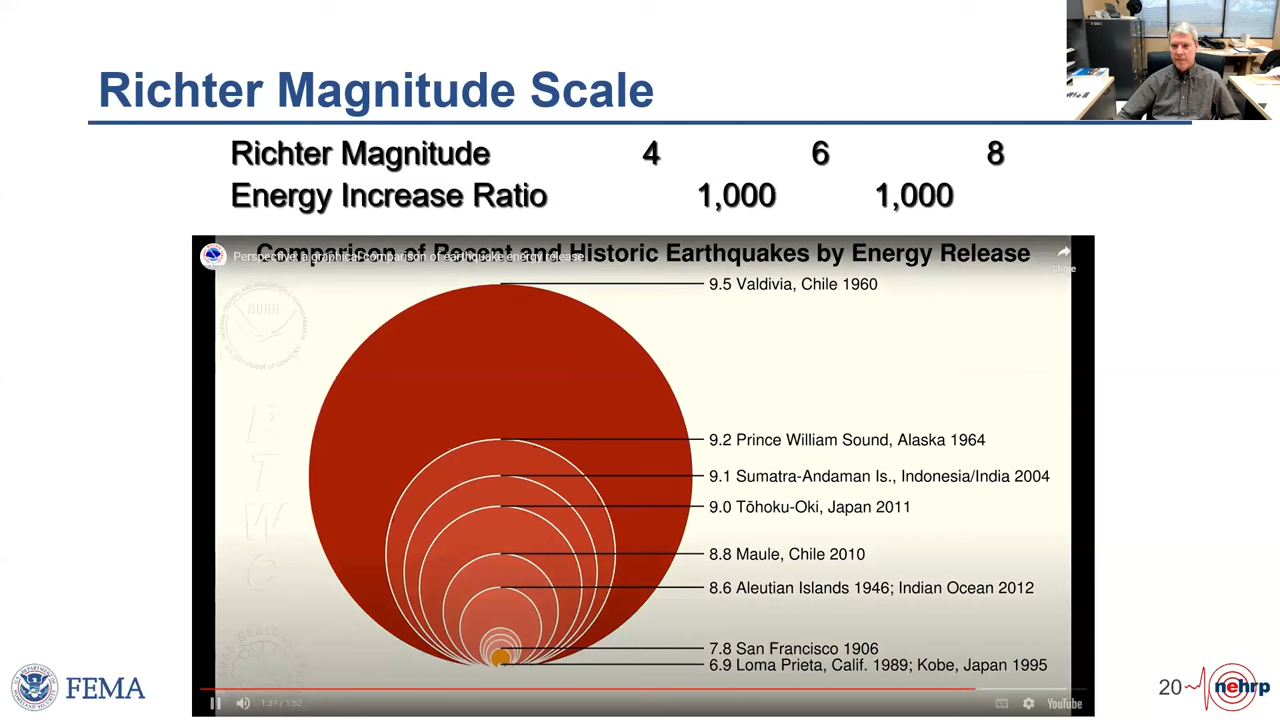 Richter Magnitude Scale
Richter Magnitude 4 6 8
Energy Increase Ratio 1,000 1,000
Comparison of Recent and Historic Earthquakes by Energy Release
Perspective: a graphical comparison of earthquake energy release
Share
9.5 Valdivia, Chile 1960
NOAA
9.2 Prince William Sound, Alaska 1964
9.1 Sumatra-Andaman Is., Indonesia/India 2004
9.0 Tōhoku-Oki, Japan 2011
PTWC
8.8 Maule, Chile 2010
8.6 Aleutian Islands 1946; Indian Ocean 2012
7.8 San Francisco 1906
6.9 Loma Prieta, Calif. 1989; Kobe, Japan 1995
FEMA
20 nehrp
1:37 / 1:52
YouTube